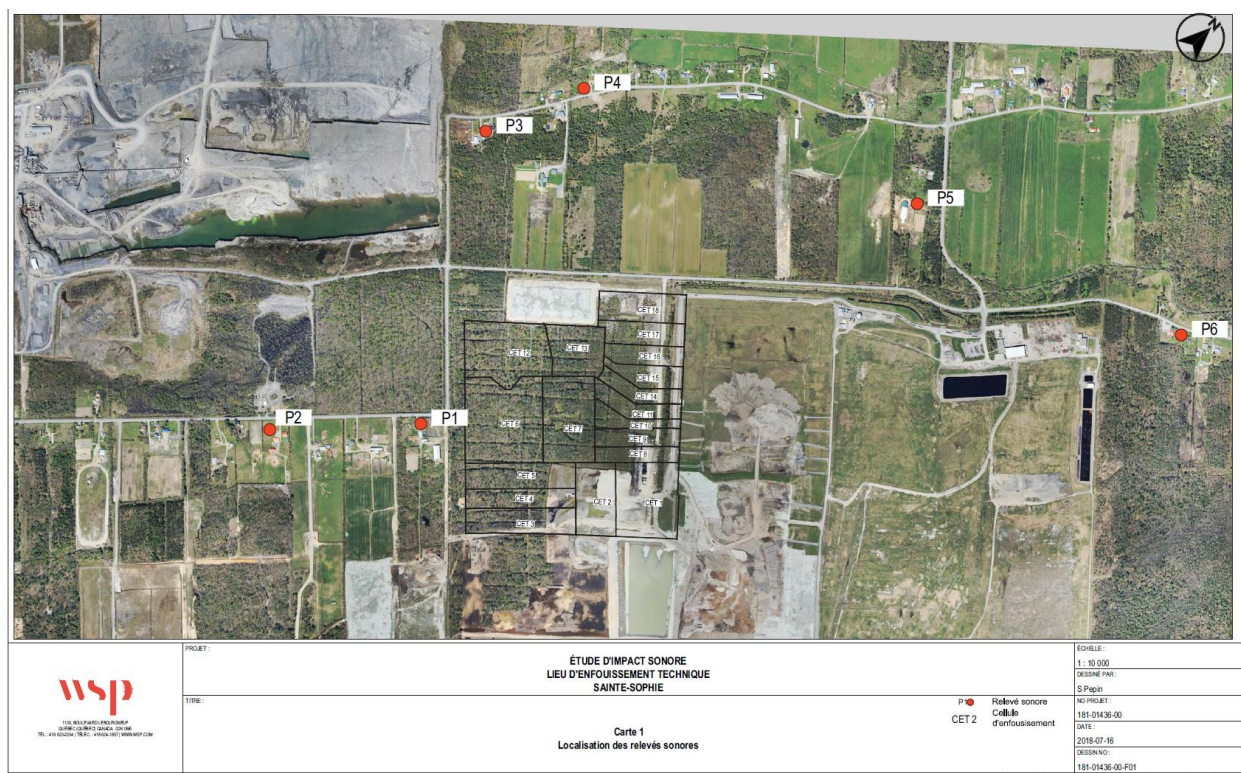 N
P4
P3
P5
P6
P2
P1
CET 18
CET 17
CET 16
CET 15
CET 14
CET 13
CET 12
CET 11
CET 10
CET 9
CET 8
CET 6
CET 7
CET 5
CET 4
CET 3
CET 2
CET 1
wsp
PROJET :
ÉTUDE D'IMPACT SONORE
LIEU D'ENFOUISSEMENT TECHNIQUE
SAINTE-SOPHIE
TITRE :
Carte 1
Localisation des relevés sonores
Relevé sonore
CET 2
Cellule
d'enfousisement
ÉCHELLE :
1 : 10 000
DESSINÉ PAR :
S Pepin
NO PROJET :
181-01436-00
DATE :
2018-07-16
DESSIN NO :
181-01436-00-F01